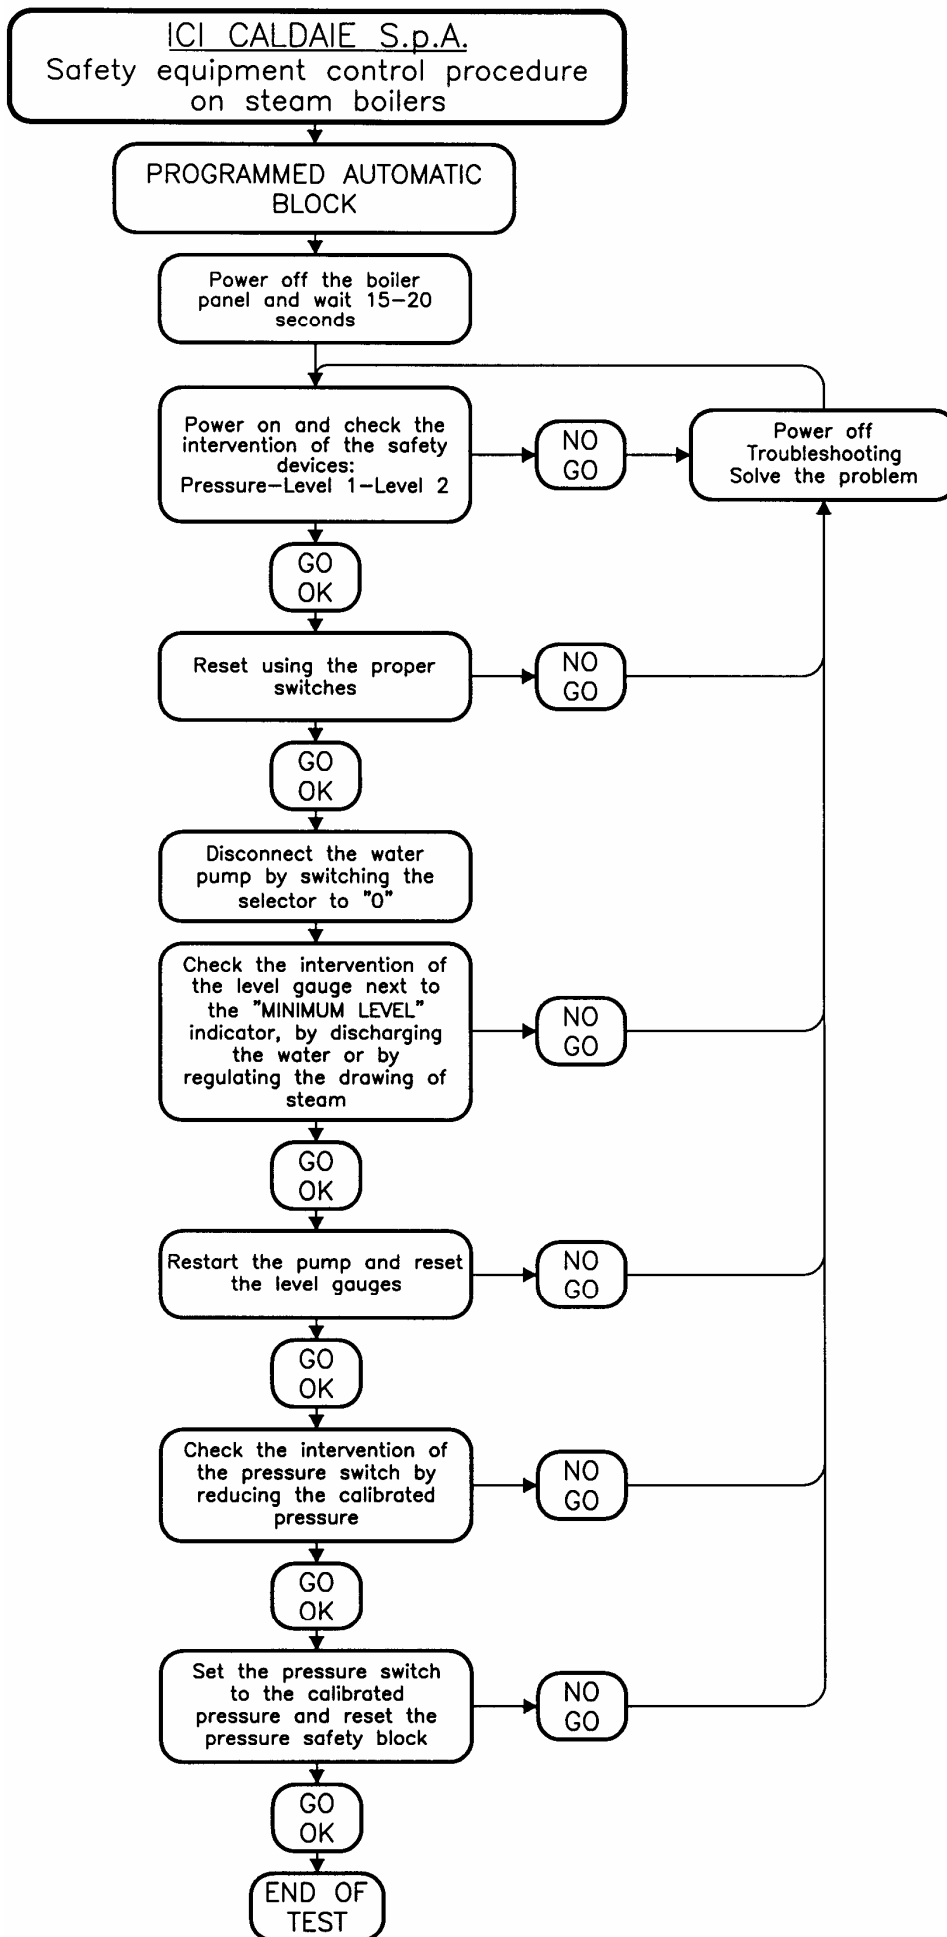 ICI CALDAIE S.p.A.
Safety equipment control procedure
on steam boilers
PROGRAMMED AUTOMATIC
BLOCK
Power off the boiler
panel and wait 15-20
seconds
Power on and check the
intervention of the safety
devices:
Pressure-Level 1-Level 2
NO
GO
Power off
Troubleshooting
Solve the problem
GO
OK
Reset using the proper
switches
NO
GO
GO
OK
Disconnect the water
pump by switching the
selector to "0"
Check the intervention of
the level gauge next to
the "MINIMUM LEVEL"
indicator, by discharging
the water or by
regulating the drawing of
steam
NO
GO
GO
OK
Restart the pump and reset
the level gauges
NO
GO
GO
OK
Check the intervention of
the pressure switch by
reducing the calibrated
pressure
NO
GO
GO
OK
Set the pressure switch
to the calibrated
pressure and reset the
pressure safety block
NO
GO
GO
OK
END OF
TEST